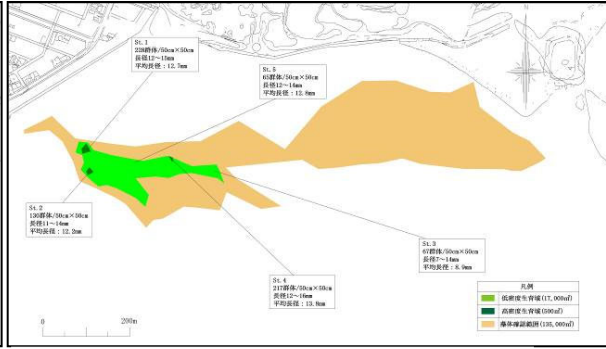 St.1
228群体/50cm×50cm
長径12~15mm
平均長径:12.7mm
St.5
65群体/50cm×50cm
長径12~14mm
平均長径:12.8mm
St.2
130群体/50cm×50cm
長径11~14mm
平均長径:12.2mm
St.3
67群体/50cm×50cm
長径7~14mm
平均長径:8.9mm
St.4
217群体/50cm×50cm
長径12~16mm
平均長径:13.8mm
凡例
低密度生育域(17,000㎡)
高密度生育域(500㎡)
藻体確認範囲(135,000㎡)
0
200m